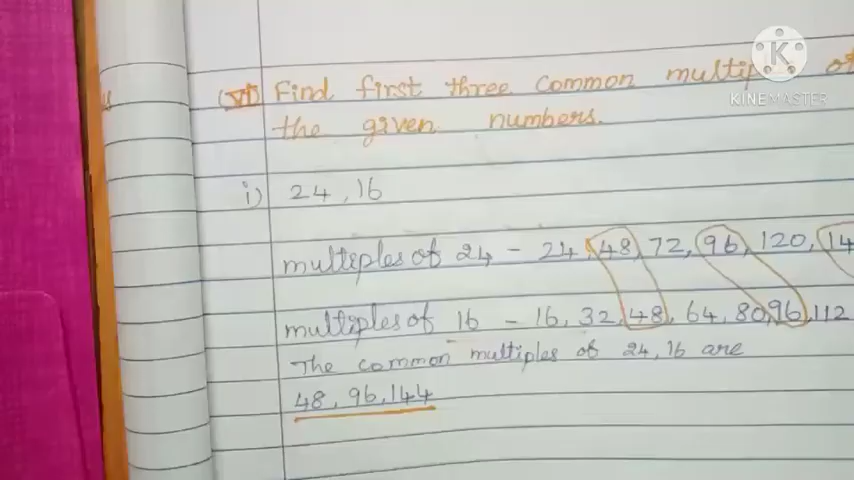 (VI) Find first three common multip of
the given numbers.
i) 24, 16
multiples of 24 - 24, 48, 72, 96, 120, 14
multiples of 16 - 16, 32, 48, 64, 80, 96, 112
The common multiples of 24, 16 are
48, 96, 144
K
KINEMASTER